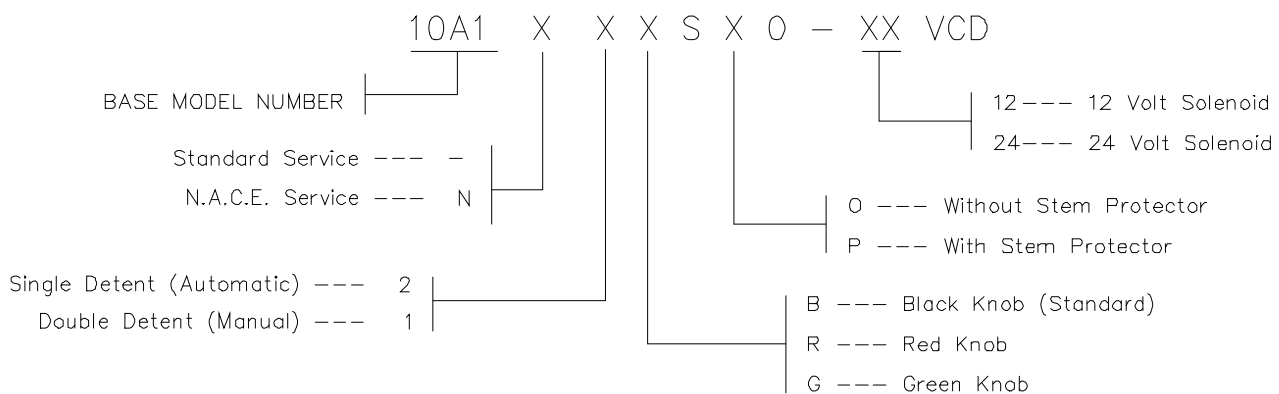 10A1 X X X S X O - XX VCD
BASE MODEL NUMBER
12--- 12 Volt Solenoid
24--- 24 Volt Solenoid
Standard Service --- -
N.A.C.E. Service --- N
O --- Without Stem Protector
P --- With Stem Protector
Single Detent (Automatic) --- 2
Double Detent (Manual) --- 1
B --- Black Knob (Standard)
R --- Red Knob
G --- Green Knob